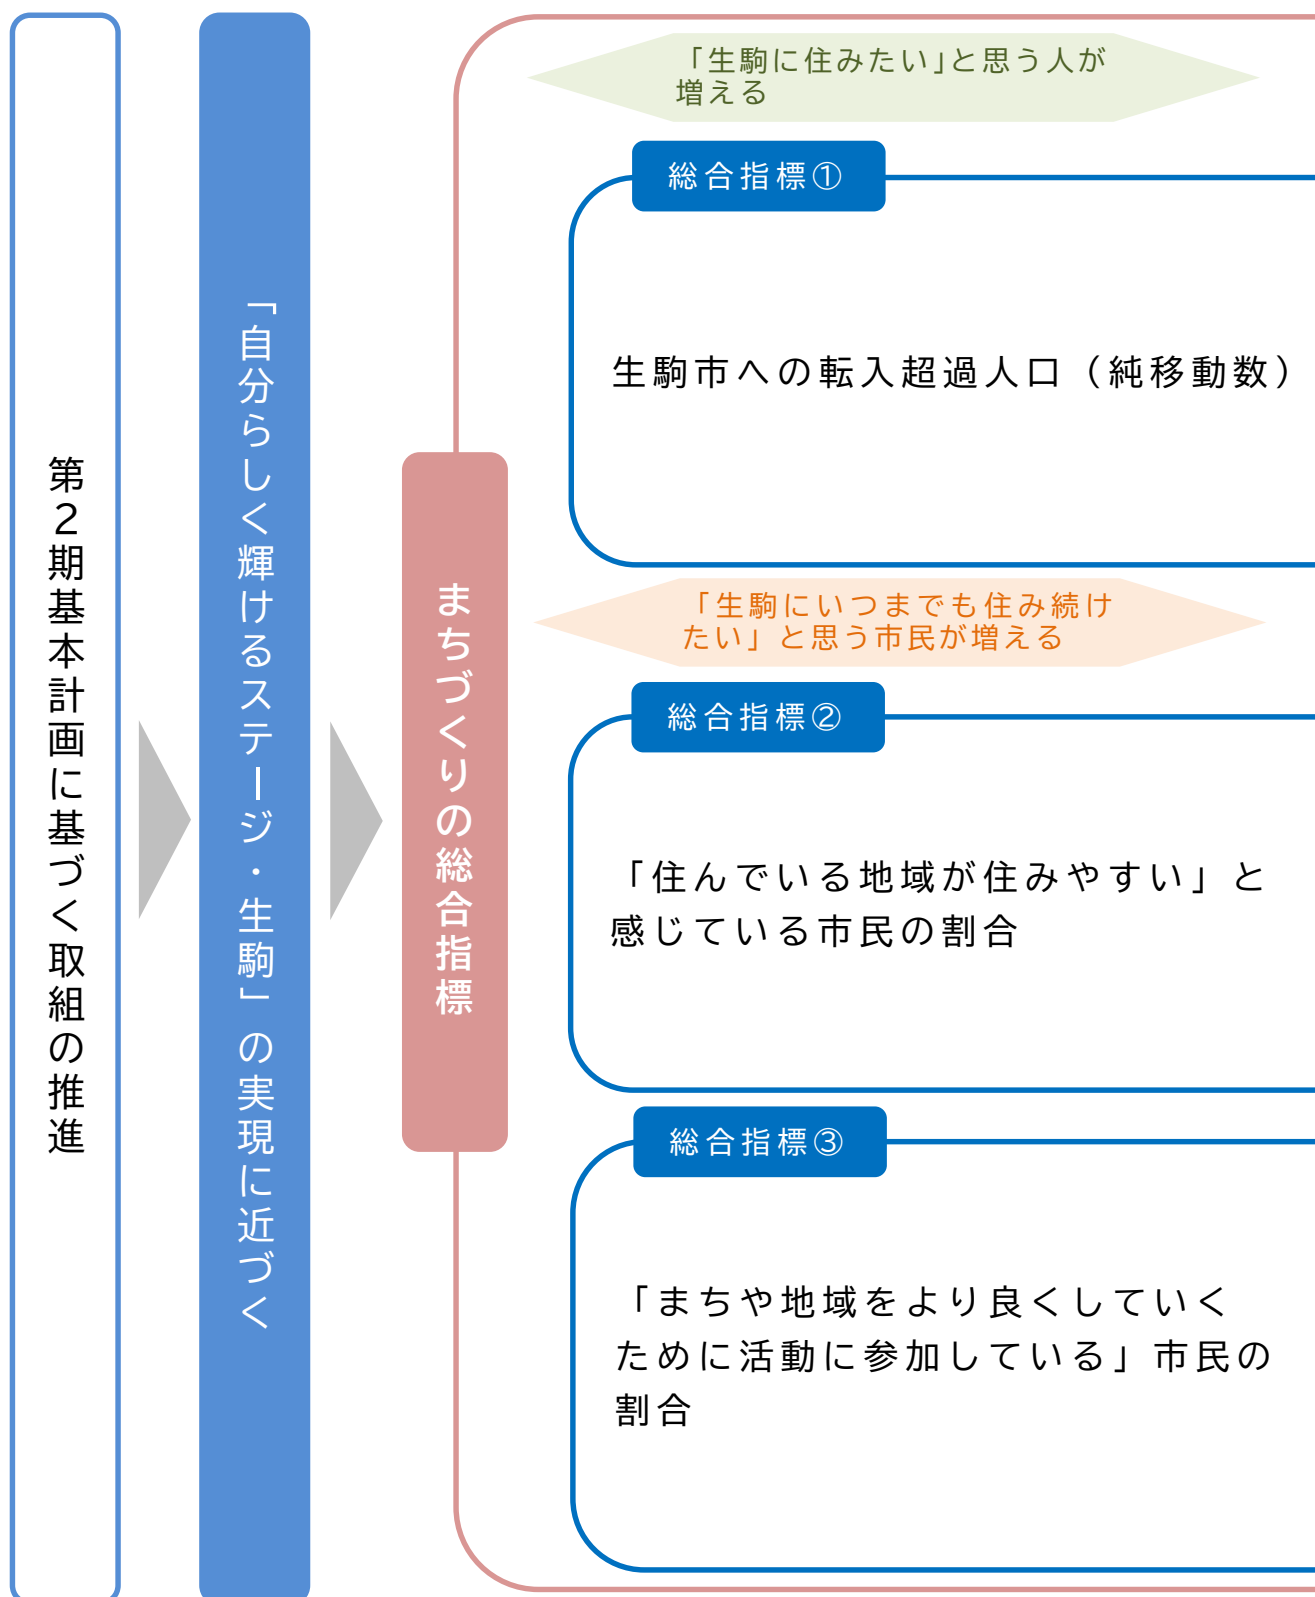 第２期基本計画に基づく取組の推進
「自分らしく輝けるステージ・生駒」の実現に近づく
まちづくりの総合指標
「生駒に住みたい」と思う人が
増える
総合指標①
生駒市への転入超過人口（純移動数）
「生駒にいつまでも住み続け
たい」と思う市民が増える
総合指標②
「住んでいる地域が住みやすい」と
感じている市民の割合
総合指標③
「まちや地域をより良くしていく
ために活動に参加している」市民の
割合